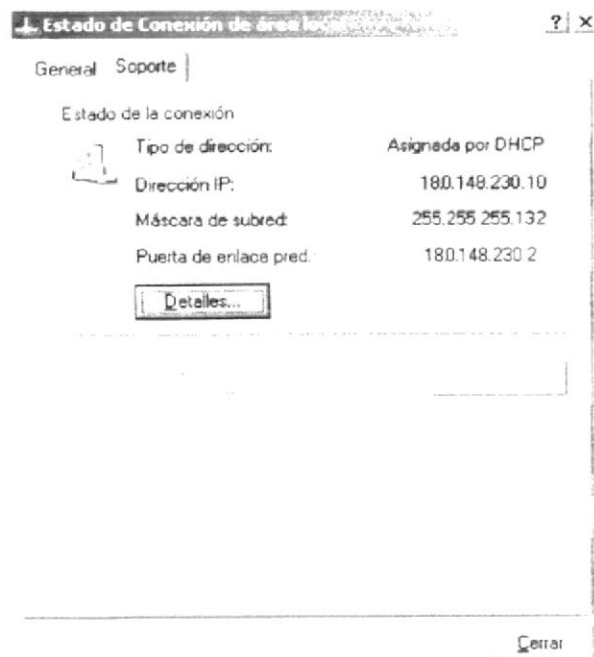 Estado de Conexión de área local
General Soporte
Estado de la conexión
Tipo de dirección: Asignada por DHCP
Dirección IP: 180.148.230.10
Máscara de subred: 255.255.255.132
Puerta de enlace pred.: 180.148.230.2
Detalles...
Cerrar